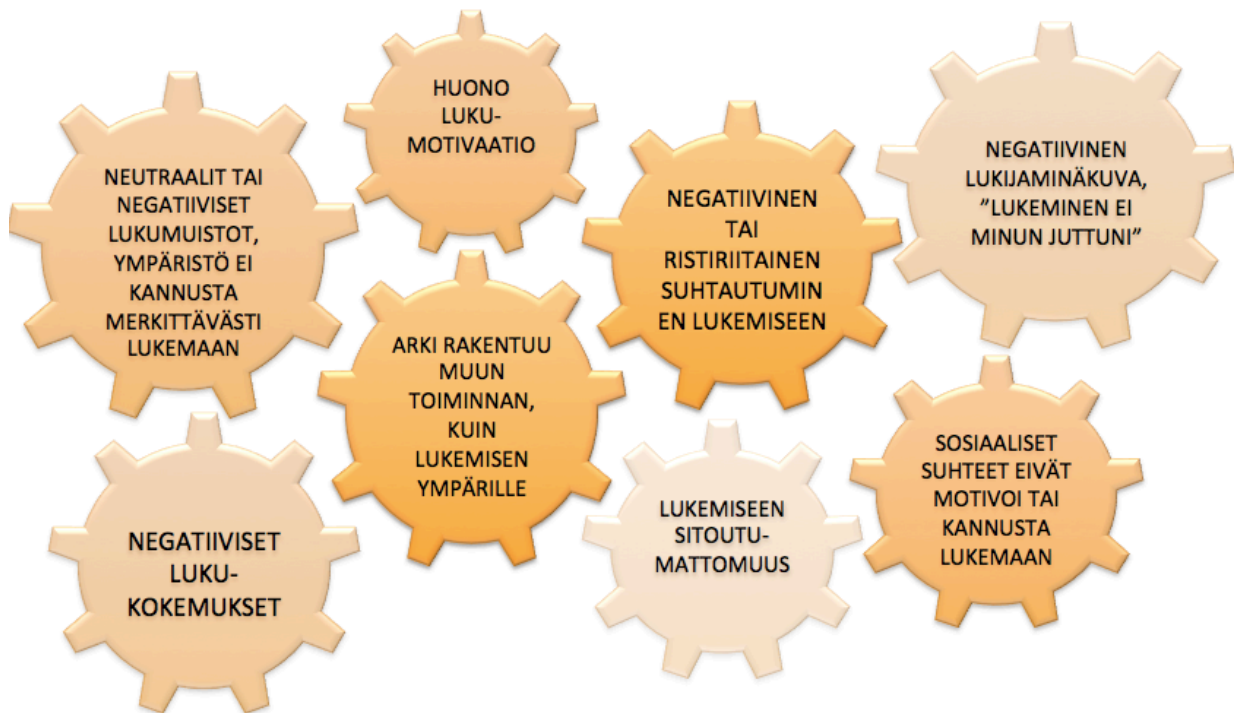 NEUTRAALIT TAI
NEGATIIVISET
LUKUMUISTOT,
YMPÄRISTÖ EI
KANNUSTA
MERKITTÄVÄSTI
LUKEMAAN
HUONO
LUKU-
MOTIVAATIO
NEGATIIVINEN
TAI
RISTIRIITAINEN
SUHTAUTUMIN
EN LUKEMISEEN
NEGATIIVINEN
LUKIJAMINÄKUVA,
”LUKEMINEN EI
MINUN JUTTUNI”
NEGATIIVISET
LUKU-
KOKEMUKSET
ARKI RAKENTUU
MUUN
TOIMINNAN,
KUIN
LUKEMISEN
YMPÄRILLE
LUKEMISEEN
SITOUTU-
MATTOMUUS
SOSIAALISET
SUHTEET EIVÄT
MOTIVOI TAI
KANNUSTA
LUKEMAAN